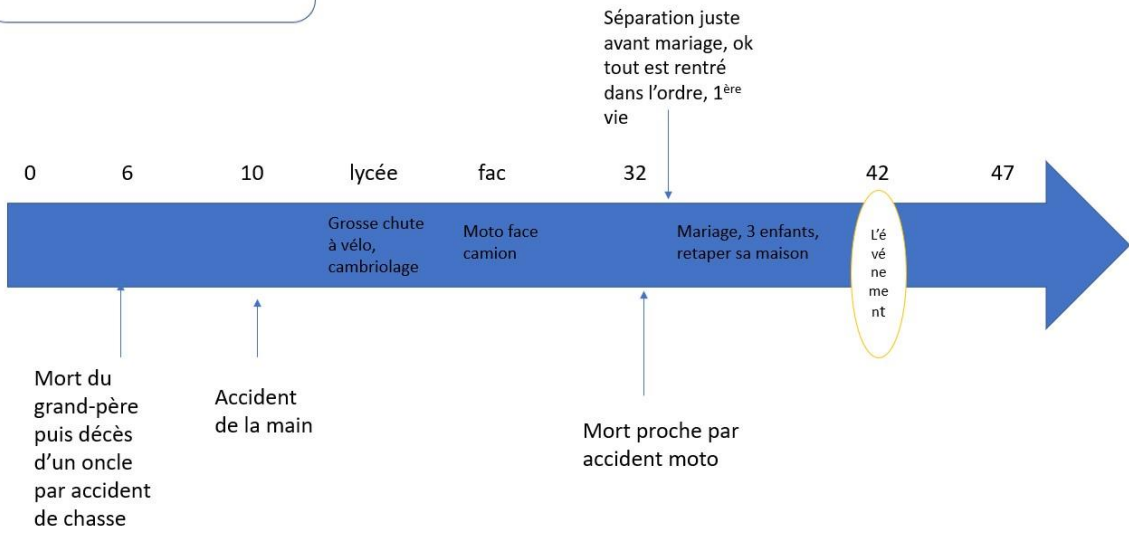 Séparation juste
avant mariage, ok
tout est rentré
dans l’ordre, 1ère
vie
0 6 10 lycée fac 32 42 47
Grosse chute
à vélo,
cambriolage
Moto face
camion
Mariage, 3 enfants,
retaper sa maison
L’é
vé
ne
me
nt
Mort du
grand-père
puis décès
d’un oncle
par accident
de chasse
Accident
de la main
Mort proche par
accident moto